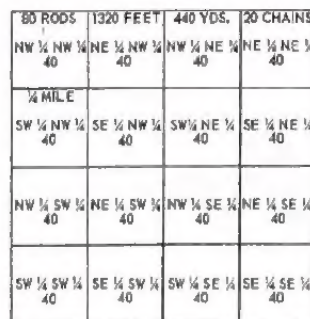 80 RODS 1320 FEET 440 YDS. 20 CHAINS
NW ¼ NW ¼ NE ¼ NW ¼ NW ¼ NE ¼ NE ¼ NE ¼
40 40 40 40
¼ MILE
SW ¼ NW ¼ SE ¼ NW ¼ SW ¼ NE ¼ SE ¼ NE ¼
40 40 40 40
NW ¼ SW ¼ NE ¼ SW ¼ NW ¼ SE ¼ NE ¼ SE ¼
40 40 40 40
SW ¼ SW ¼ SE ¼ SW ¼ SW ¼ SE ¼ SE ¼ SE ¼
40 40 40 40